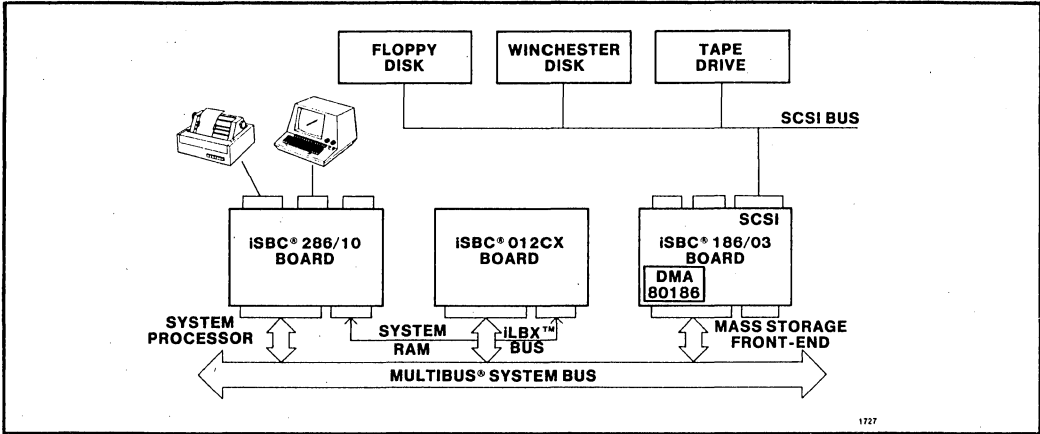 FLOPPY
DISK
WINCHESTER
DISK
TAPE
DRIVE
SCSI BUS
iSBC® 286/10
BOARD
iSBC® 012CX
BOARD
SCSI
iSBC® 186/03
BOARD
DMA
80186
SYSTEM
PROCESSOR
SYSTEM
RAM
iLBX™
BUS
MASS STORAGE
FRONT-END
MULTIBUS® SYSTEM BUS
1727